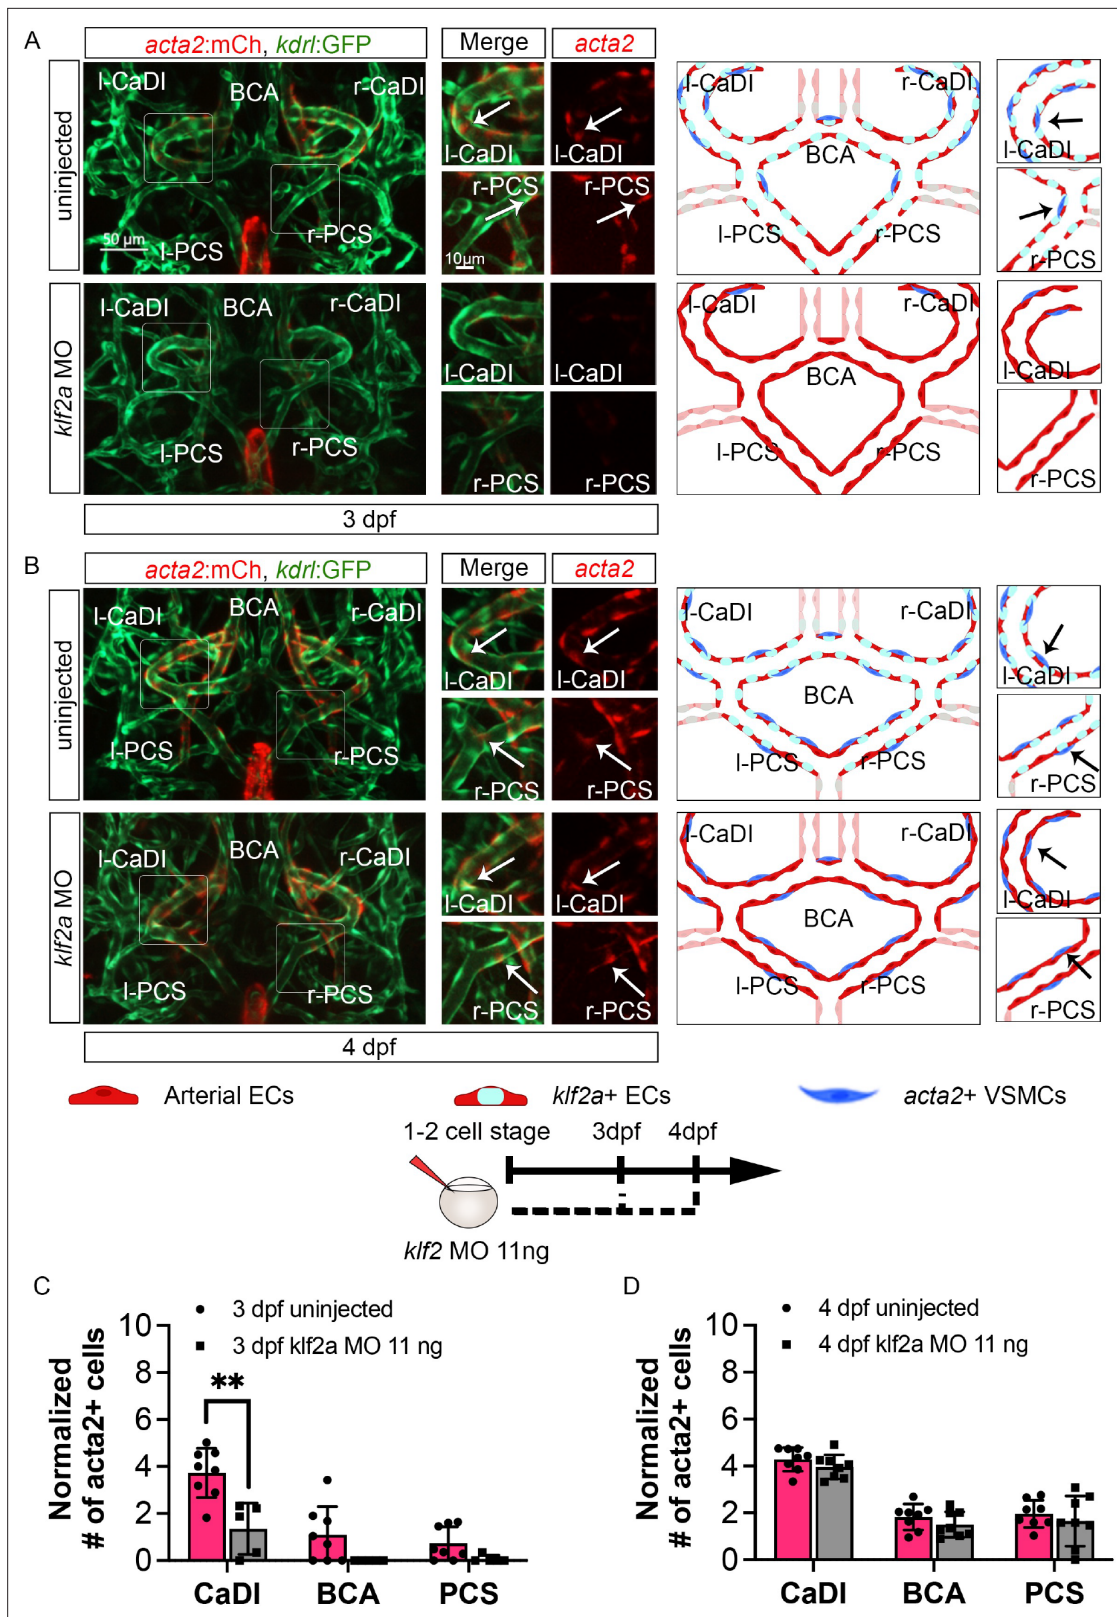 A
acta2:mCh, kdrl:GFP
Merge
acta2
uninjected
l-CaDI
BCA
r-CaDI
l-PCS
r-PCS
50 µm
l-CaDI
l-CaDI
r-PCS
r-PCS
10µm
l-CaDI
r-CaDI
BCA
l-PCS
r-PCS
l-CaDI
r-PCS
klf2a MO
l-CaDI
BCA
r-CaDI
l-PCS
r-PCS
l-CaDI
l-CaDI
r-PCS
r-PCS
l-CaDI
r-CaDI
BCA
l-PCS
r-PCS
l-CaDI
r-PCS
3 dpf
B
acta2:mCh, kdrl:GFP
Merge
acta2
uninjected
l-CaDI
BCA
r-CaDI
l-PCS
r-PCS
l-CaDI
l-CaDI
r-PCS
r-PCS
l-CaDI
r-CaDI
BCA
l-PCS
r-PCS
l-CaDI
r-PCS
klf2a MO
l-CaDI
BCA
r-CaDI
l-PCS
r-PCS
l-CaDI
l-CaDI
r-PCS
r-PCS
l-CaDI
r-CaDI
BCA
l-PCS
r-PCS
l-CaDI
r-PCS
4 dpf
Arterial ECs
klf2a+ ECs
acta2+ VSMCs
1-2 cell stage
3dpf
4dpf
klf2 MO 11ng
C
3 dpf uninjected
3 dpf klf2a MO 11 ng
Normalized
# of acta2+ cells
10
8
6
4
2
0
**
CaDI
BCA
PCS
D
4 dpf uninjected
4 dpf klf2a MO 11 ng
Normalized
# of acta2+ cells
10
8
6
4
2
0
CaDI
BCA
PCS